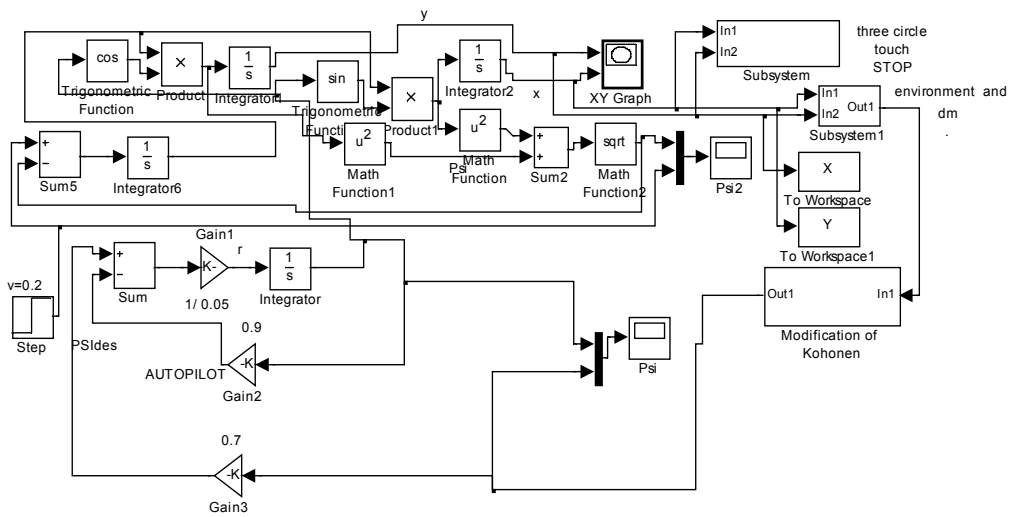 y
cos
Trigonometric
Function
×
Product
1
s
Integrator
sin
Trigonometric
Function
×
Product1
1
s
Integrator2
x
XY Graph
In1
In2
Subsystem
three circle
touch
STOP
In1
In2
Out1
Subsystem1
environment and
dm
.
+
−
Sum5
1
s
Integrator6
u2
Math
Function1
u2
Psi
Math
Function
+
+
Sum2
sqrt
Math
Function2
Psi2
X
To Workspace
Y
To Workspace1
v=0.2
Step
PSIdes
+
−
Sum
Gain1
K-
1/ 0.05
r
1
s
Integrator
0.9
-K
AUTOPILOT
Gain2
Psi
Out1
In1
Modification of
Kohonen
0.7
-K
Gain3